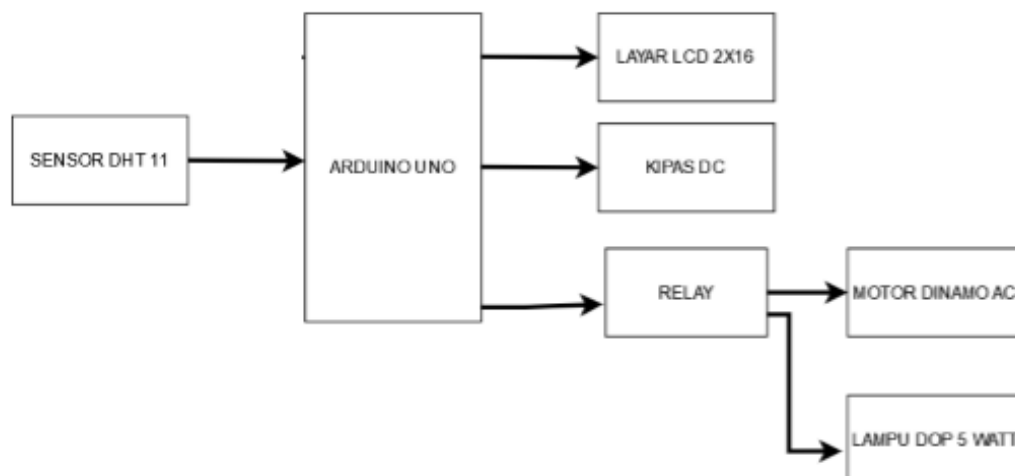 LAYAR LCD 2X16
SENSOR DHT 11
ARDUINO UNO
KIPAS DC
RELAY
MOTOR DINAMO AC
LAMPU DOP 5 WATT